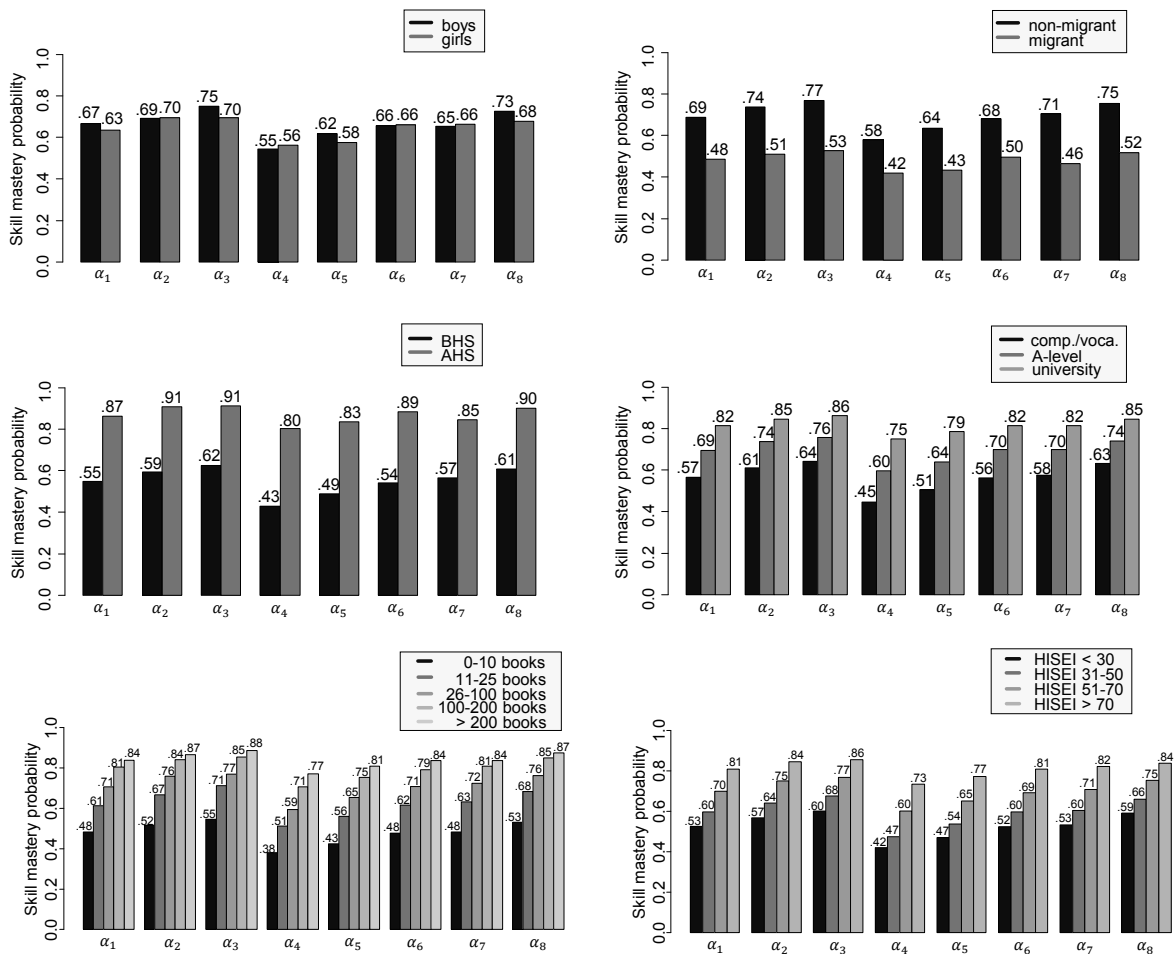 boys
girls
Skill mastery probability
0.0 0.2 0.4 0.6 0.8 1.0
.67 .63 .69 .70 .75 .70 .55 .56 .62 .58 .66 .66 .65 .66 .73 .68
α1 α2 α3 α4 α5 α6 α7 α8
non-migrant
migrant
Skill mastery probability
0.0 0.2 0.4 0.6 0.8 1.0
.69 .48 .74 .51 .77 .53 .58 .42 .64 .43 .68 .50 .71 .46 .75 .52
α1 α2 α3 α4 α5 α6 α7 α8
BHS
AHS
Skill mastery probability
0.0 0.2 0.4 0.6 0.8 1.0
.55 .87 .59 .91 .62 .91 .43 .80 .49 .83 .54 .89 .57 .85 .61 .90
α1 α2 α3 α4 α5 α6 α7 α8
comp./voca.
A-level
university
Skill mastery probability
0.0 0.2 0.4 0.6 0.8 1.0
.57 .69 .82 .61 .74 .85 .64 .76 .86 .45 .60 .75 .51 .64 .79 .56 .70 .82 .58 .70 .82 .63 .74 .85
α1 α2 α3 α4 α5 α6 α7 α8
0-10 books
11-25 books
26-100 books
100-200 books
> 200 books
Skill mastery probability
0.0 0.2 0.4 0.6 0.8 1.0
.48 .61 .71 .81 .84 .52 .67 .76 .84 .87 .55 .71 .77 .85 .88 .38 .51 .59 .71 .77 .43 .56 .65 .75 .81 .48 .62 .71 .79 .84 .48 .63 .72 .81 .84 .53 .68 .76 .85 .87
α1 α2 α3 α4 α5 α6 α7 α8
HISEI < 30
HISEI 31-50
HISEI 51-70
HISEI > 70
Skill mastery probability
0.0 0.2 0.4 0.6 0.8 1.0
.53 .60 .70 .81 .57 .64 .75 .84 .60 .68 .77 .86 .42 .47 .60 .73 .47 .54 .65 .77 .52 .60 .69 .81 .53 .60 .71 .82 .59 .66 .75 .84
α1 α2 α3 α4 α5 α6 α7 α8